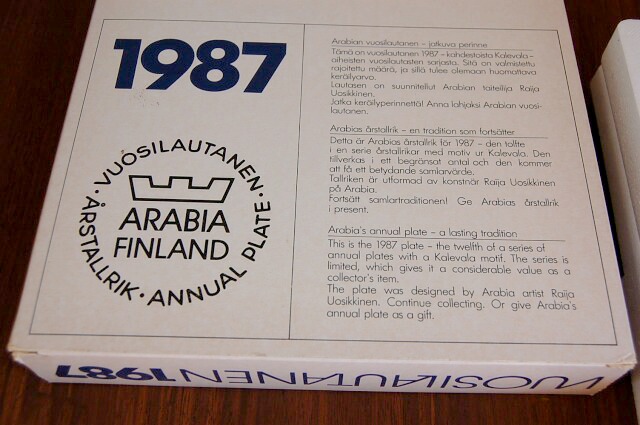 1987
VUOSILAUTANEN · ÅRSTALLRIK · ANNUAL PLATE ·
ARABIA
FINLAND
Arabian vuosilautanen – jatkuva perinne
Tämä on vuosilautanen 1987 – kahdestoista Kalevala-
aiheisten vuosilautasten sarjasta. Sitä on valmistettu
rajoitettu määrä, ja sillä tulee olemaan huomattava
keräilyarvo.
Lautasen on suunnitellut Arabian taiteilija Raija
Uosikkinen.
Jatka keräilyperinnettä! Anna lahjaksi Arabian vuosi-
lautanen.
Arabias årstallrik – en tradition som fortsätter
Detta är Arabias årstallrik för 1987 – den tolfte
i en serie årstallrikar med motiv ur Kalevala. Den
tillverkas i ett begränsat antal och den kommer
att få ett betydande samlarvärde.
Tallriken är utformad av konstnär Raija Uosikkinen
på Arabia.
Fortsätt samlartraditionen! Ge Arabias årstallrik
i present.
Arabia's annual plate – a lasting tradition
This is the 1987 plate – the twelfth of a series of
annual plates with a Kalevala motif. The series is
limited, which gives it a considerable value as a
collector's item.
The plate was designed by Arabia artist Raija
Uosikkinen. Continue collecting. Or give Arabia's
annual plate as a gift.
VUOSILAUTANEN 1987